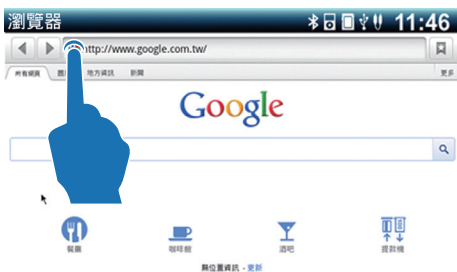 瀏覽器 11:46
http://www.google.com.tw/
所有網頁 地方資訊 新聞 更多
Google
餐廳 咖啡館 酒吧 提款機
無位置資訊 - 更新